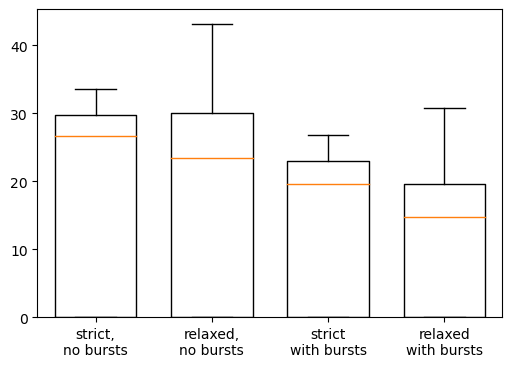 40
30
20
10
0
strict,
no bursts
relaxed,
no bursts
strict
with bursts
relaxed
with bursts